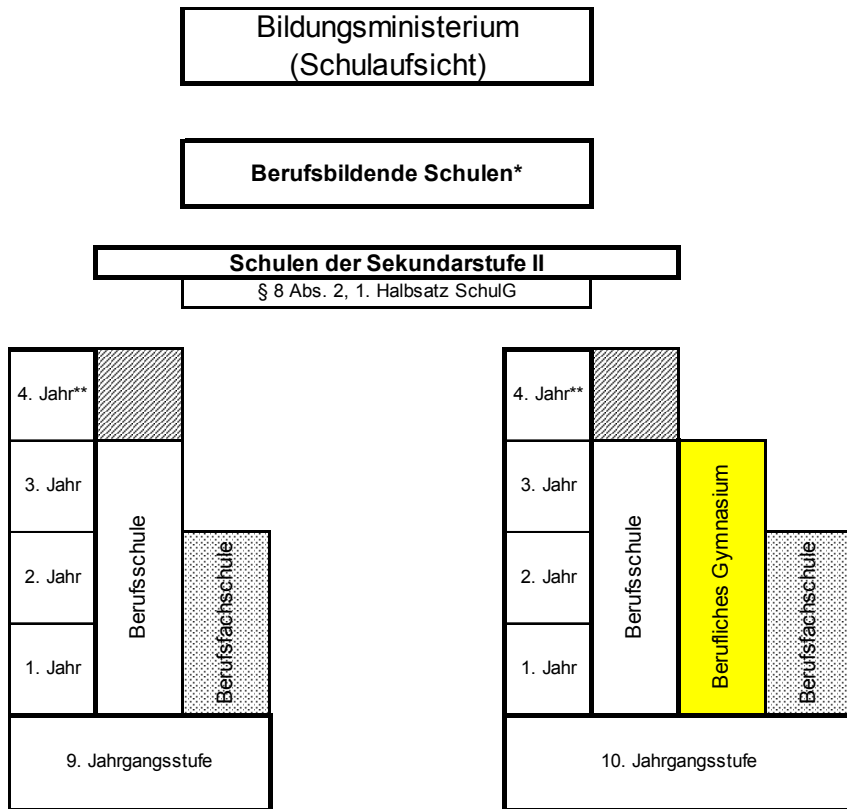 Bildungsministerium
(Schulaufsicht)
Berufsbildende Schulen*
Schulen der Sekundarstufe II
§ 8 Abs. 2, 1. Halbsatz SchulG
4. Jahr**
3. Jahr
2. Jahr
1. Jahr
Berufsschule
Berufsfachschule
9. Jahrgangsstufe
4. Jahr**
3. Jahr
2. Jahr
1. Jahr
Berufsschule
Berufliches Gymnasium
Berufsfachschule
10. Jahrgangsstufe